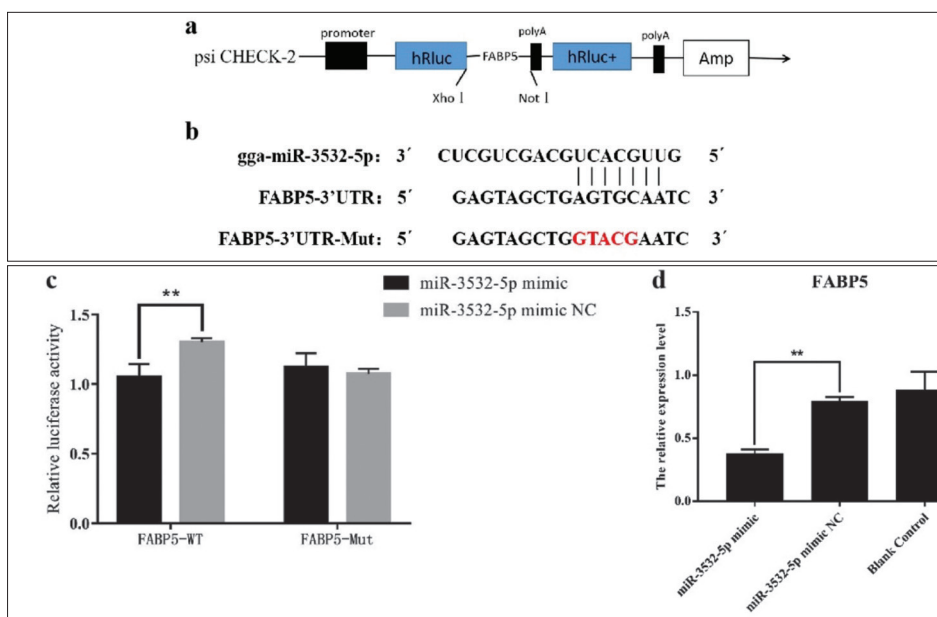 a
promoter
polyA
polyA
psi CHECK-2
hRluc
FABP5
hRluc+
Amp
Xho I
Not I
b
gga-miR-3532-5p: 3´ CUCGUCGACGUCACGUUG 5´
FABP5-3'UTR: 5´ GAGTAGCTGAGTGCAATC 3´
FABP5-3'UTR-Mut: 5´ GAGTAGCTGGTACGAATC 3´
c
miR-3532-5p mimic
miR-3532-5p mimic NC
**
Relative luciferase activity
1.5
1.0
0.5
0.0
FABP5-WT
FABP5-Mut
d
FABP5
**
The relative expression level
1.5
1.0
0.5
0.0
miR-3532-5p mimic
miR-3532-5p mimic NC
Blank Control